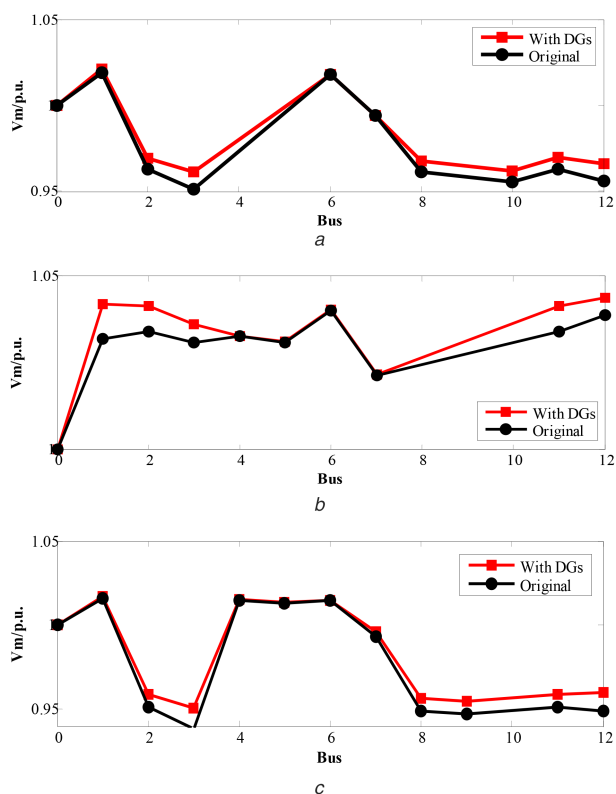 1.05
With DGs
Original
Vm/p.u.
0.95
0 2 4 6 8 10 12
Bus
a
1.05
Vm/p.u.
With DGs
Original
0 2 4 6 8 10 12
Bus
b
1.05
With DGs
Original
Vm/p.u.
0.95
0 2 4 6 8 10 12
Bus
c